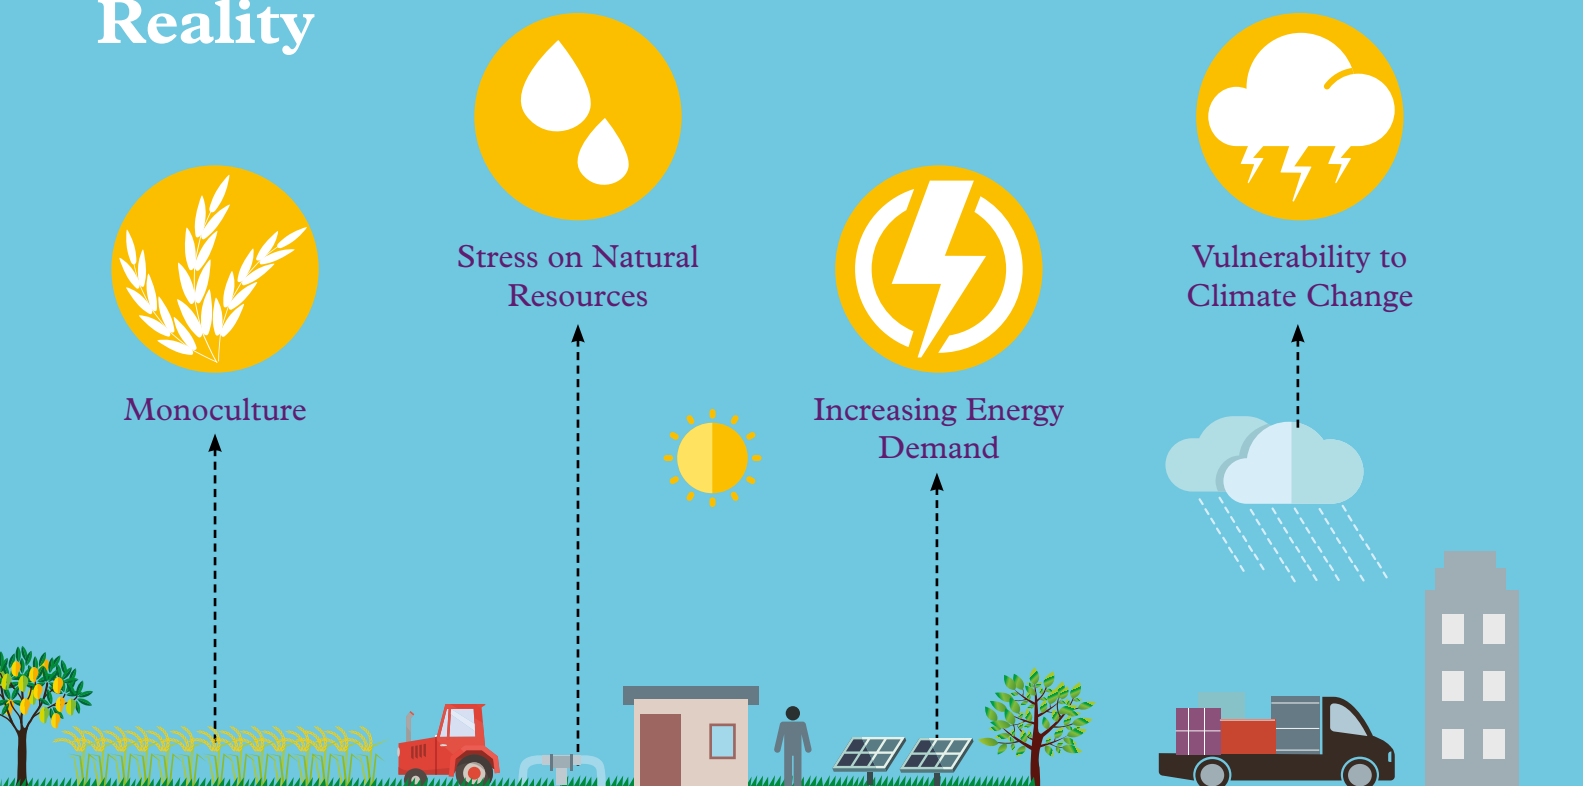 Reality
Stress on Natural
Resources
Vulnerability to
Climate Change
Monoculture
Increasing Energy
Demand